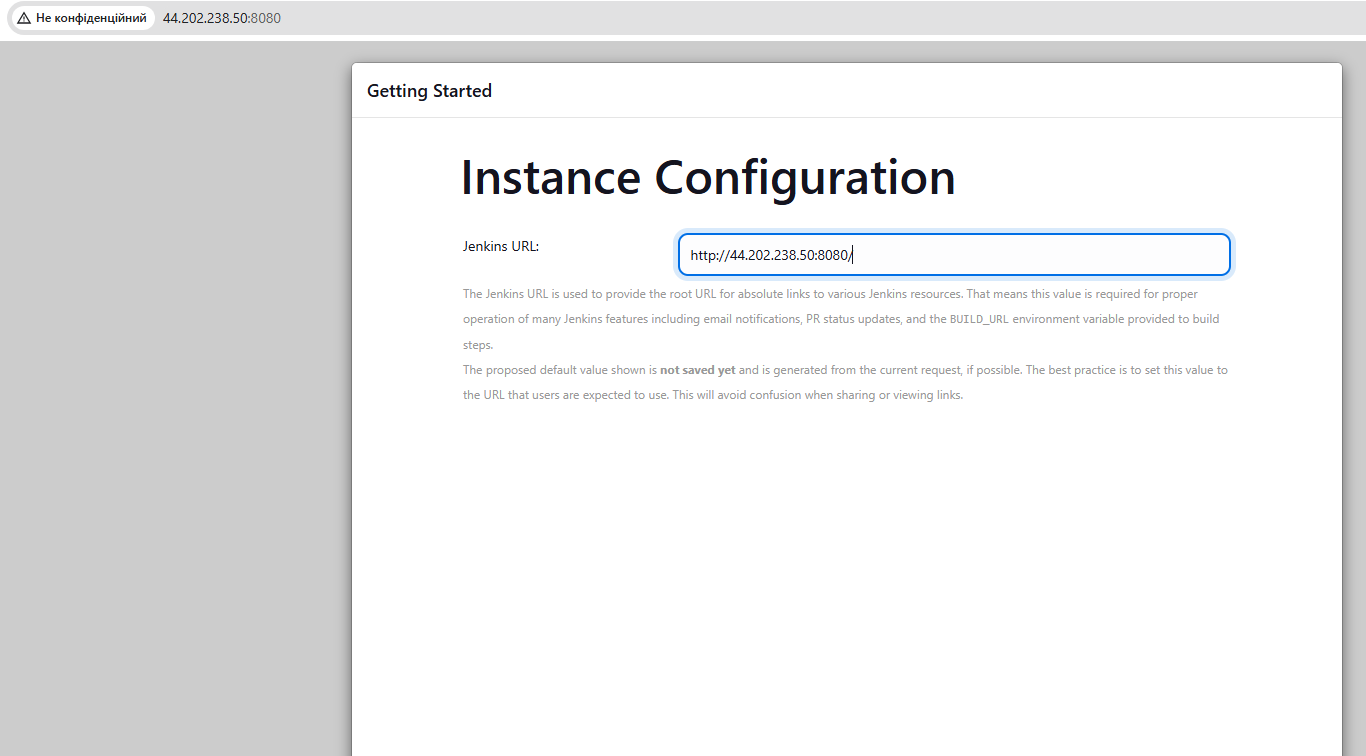 Не конфіденційний 44.202.238.50:8080
Getting Started
Instance Configuration
Jenkins URL:
http://44.202.238.50:8080/
The Jenkins URL is used to provide the root URL for absolute links to various Jenkins resources. That means this value is required for proper
operation of many Jenkins features including email notifications, PR status updates, and the BUILD_URL environment variable provided to build
steps.
The proposed default value shown is not saved yet and is generated from the current request, if possible. The best practice is to set this value to
the URL that users are expected to use. This will avoid confusion when sharing or viewing links.